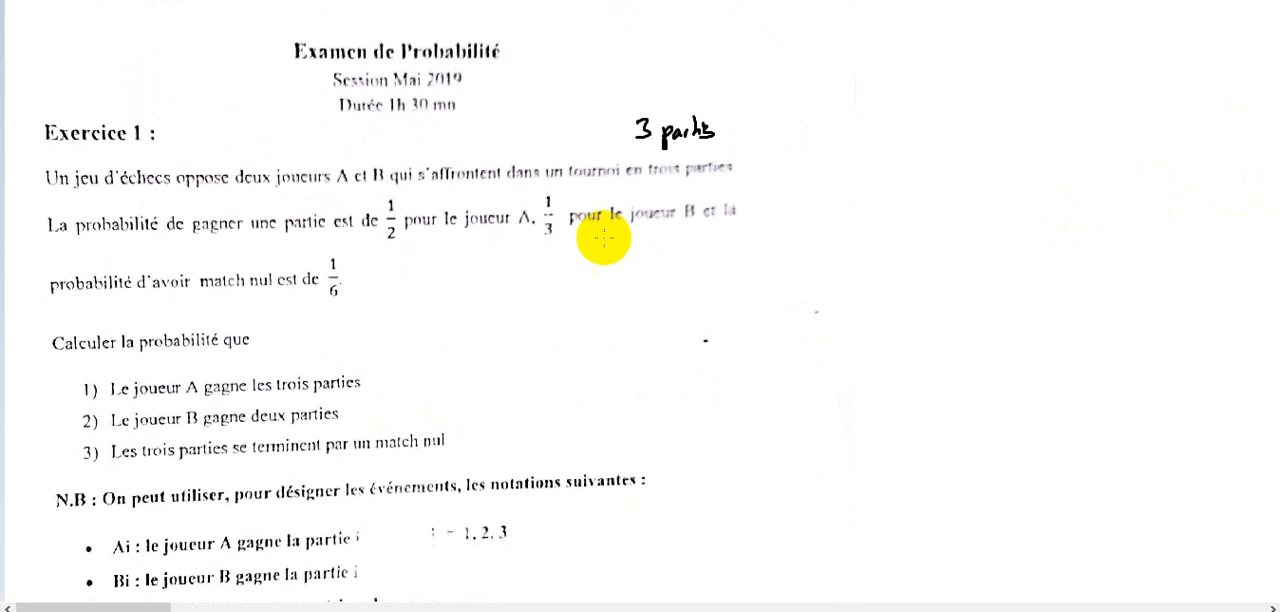 Examen de Probabilité
Session Mai 2019
Durée 1h 30 mn
Exercice 1 :
3 parties
Un jeu d'échecs oppose deux joueurs A et B qui s'affrontent dans un tournoi en trois parties
La probabilité de gagner une partie est de 1/2 pour le joueur A, 1/3 pour le joueur B et la
probabilité d'avoir match nul est de 1/6.
Calculer la probabilité que
1) Le joueur A gagne les trois parties
2) Le joueur B gagne deux parties
3) Les trois parties se terminent par un match nul
N.B : On peut utiliser, pour désigner les événements, les notations suivantes :
• Ai : le joueur A gagne la partie i i = 1, 2, 3
• Bi : le joueur B gagne la partie i